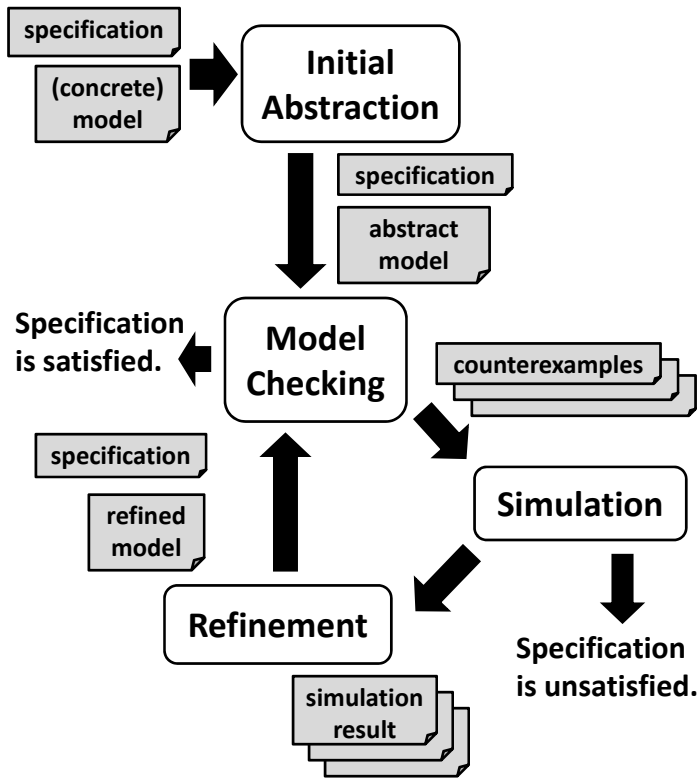 specification
(concrete)
model
Initial
Abstraction
specification
abstract
model
Specification
is satisfied.
Model
Checking
counterexamples
specification
refined
model
Simulation
Refinement
Specification
is unsatisfied.
simulation
result